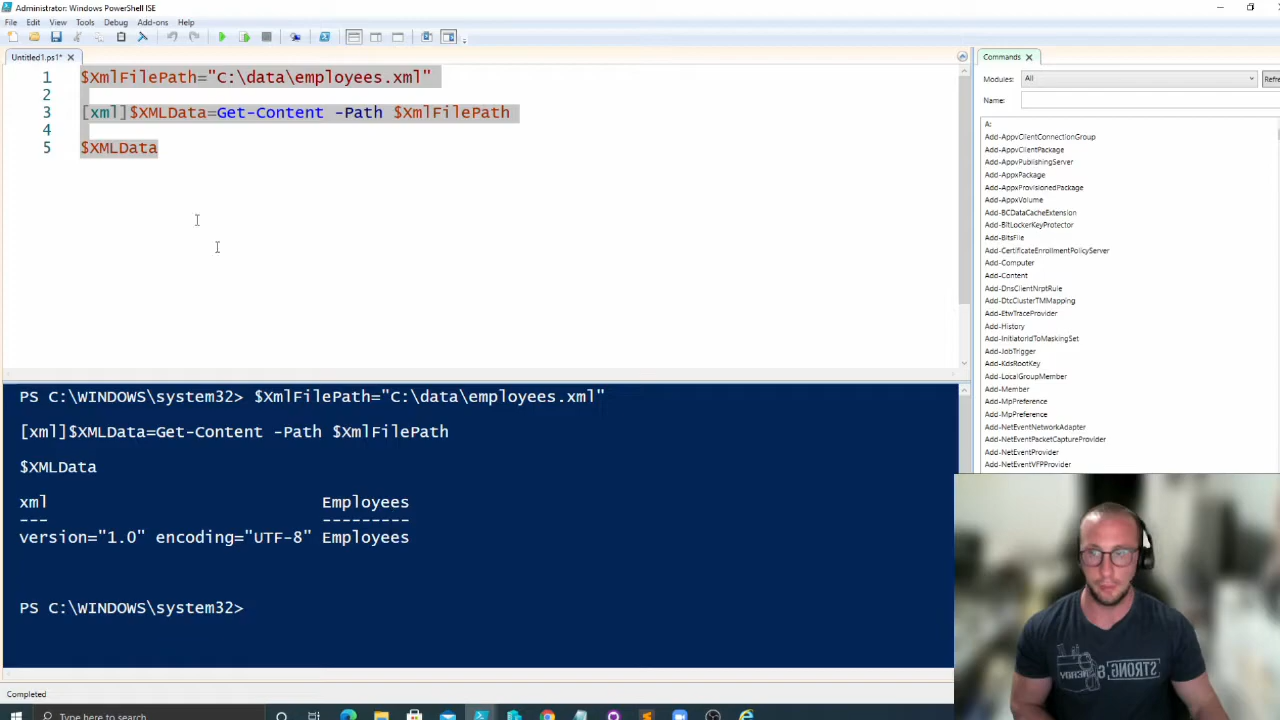 Administrator: Windows PowerShell ISE
File Edit View Tools Debug Add-ons Help
Untitled1.ps1*
1 $XmlFilePath="C:\data\employees.xml"
2
3 [xml]$XMLData=Get-Content -Path $XmlFilePath
4
5 $XMLData
Commands
Modules: All
Name:
A:
Add-AppvClientConnectionGroup
Add-AppvClientPackage
Add-AppvPublishingServer
Add-AppxPackage
Add-AppxProvisionedPackage
Add-AppxVolume
Add-BCDataCacheExtension
Add-BitLockerKeyProtector
Add-BitsFile
Add-CertificateEnrollmentPolicyServer
Add-Computer
Add-Content
Add-DnsClientNrptRule
Add-DtcClusterTMMapping
Add-EtwTraceProvider
Add-History
Add-InitiatorIdToMaskingSet
Add-JobTrigger
Add-KdsRootKey
Add-LocalGroupMember
Add-Member
Add-MpPreference
Add-MpPreference
Add-NetEventNetworkAdapter
Add-NetEventPacketCaptureProvider
Add-NetEventProvider
Add-NetEventVFPProvider
PS C:\WINDOWS\system32> $XmlFilePath="C:\data\employees.xml"
[xml]$XMLData=Get-Content -Path $XmlFilePath
$XMLData
xml Employees
--- ---------
version="1.0" encoding="UTF-8" Employees
PS C:\WINDOWS\system32>
Completed
Type here to search
STRONG